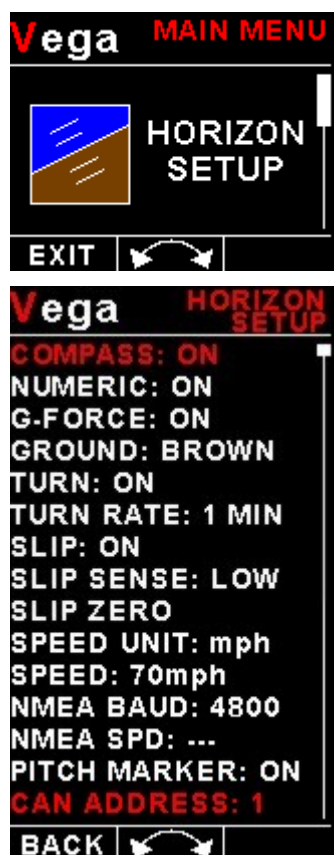 Vega MAIN MENU
HORIZON
SETUP
EXIT
Vega HORIZON
SETUP
COMPASS: ON
NUMERIC: ON
G-FORCE: ON
GROUND: BROWN
TURN: ON
TURN RATE: 1 MIN
SLIP: ON
SLIP SENSE: LOW
SLIP ZERO
SPEED UNIT: mph
SPEED: 70mph
NMEA BAUD: 4800
NMEA SPD: ---
PITCH MARKER: ON
CAN ADDRESS: 1
BACK